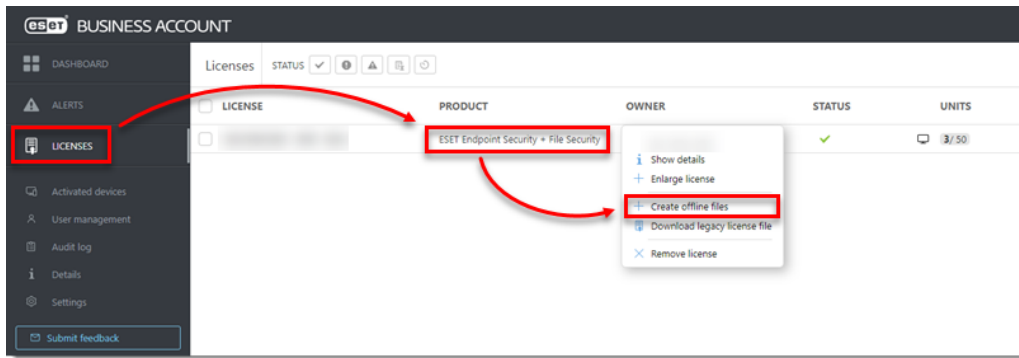 eset BUSINESS ACCOUNT
DASHBOARD
Licenses STATUS
ALERTS
LICENSE PRODUCT OWNER STATUS UNITS
LICENSES
ESET Endpoint Security + File Security
3/50
Show details
Enlarge license
Activated devices
Create offline files
User management
Download legacy license file
Audit log
Remove license
Details
Settings
Submit feedback